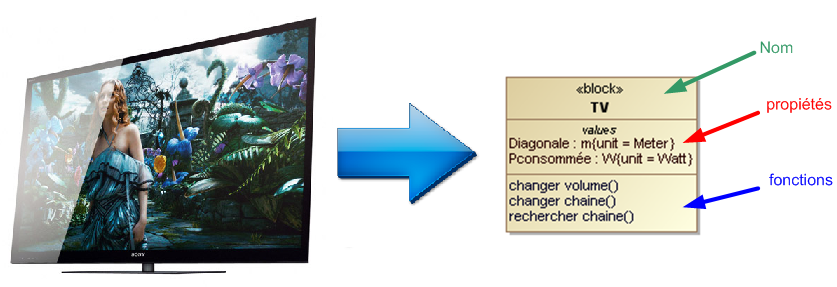 SONY
Nom
«block»
TV
propiétés
values
Diagonale : m{unit = Meter}
Pconsommée : W{unit = Watt}
fonctions
changer volume()
changer chaine()
rechercher chaine()